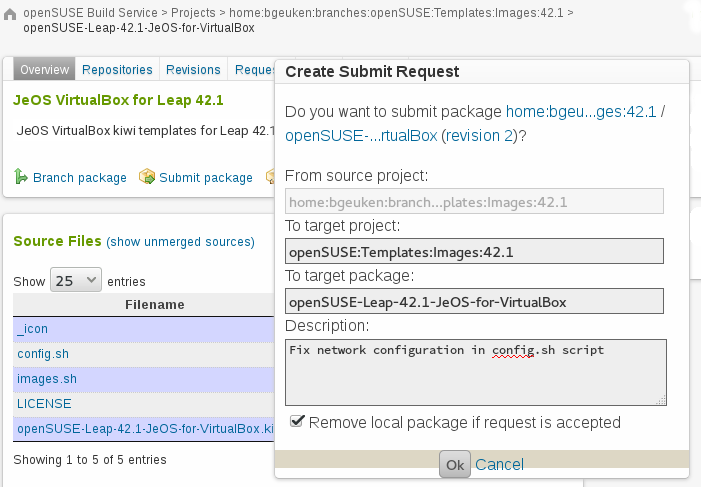 openSUSE Build Service > Projects > home:bgeuken:branches:openSUSE:Templates:Images:42.1 >
openSUSE-Leap-42.1-JeOS-for-VirtualBox
Overview Repositories Revisions Reque
JeOS VirtualBox for Leap 42.1
JeOS VirtualBox kiwi templates for Leap 42.1
Branch package Submit package
Source Files (show unmerged sources)
Show 25 entries
Filename
_icon
config.sh
images.sh
LICENSE
openSUSE-Leap-42.1-JeOS-for-VirtualBox.ki
Showing 1 to 5 of 5 entries
Create Submit Request
Do you want to submit package home:bgeu...ges:42.1 /
openSUSE-...rtualBox (revision 2)?
From source project:
home:bgeuken:branch...plates:Images:42.1
To target project:
openSUSE:Templates:Images:42.1
To target package:
openSUSE-Leap-42.1-JeOS-for-VirtualBox
Description:
Fix network configuration in config.sh script
Remove local package if request is accepted
Ok Cancel